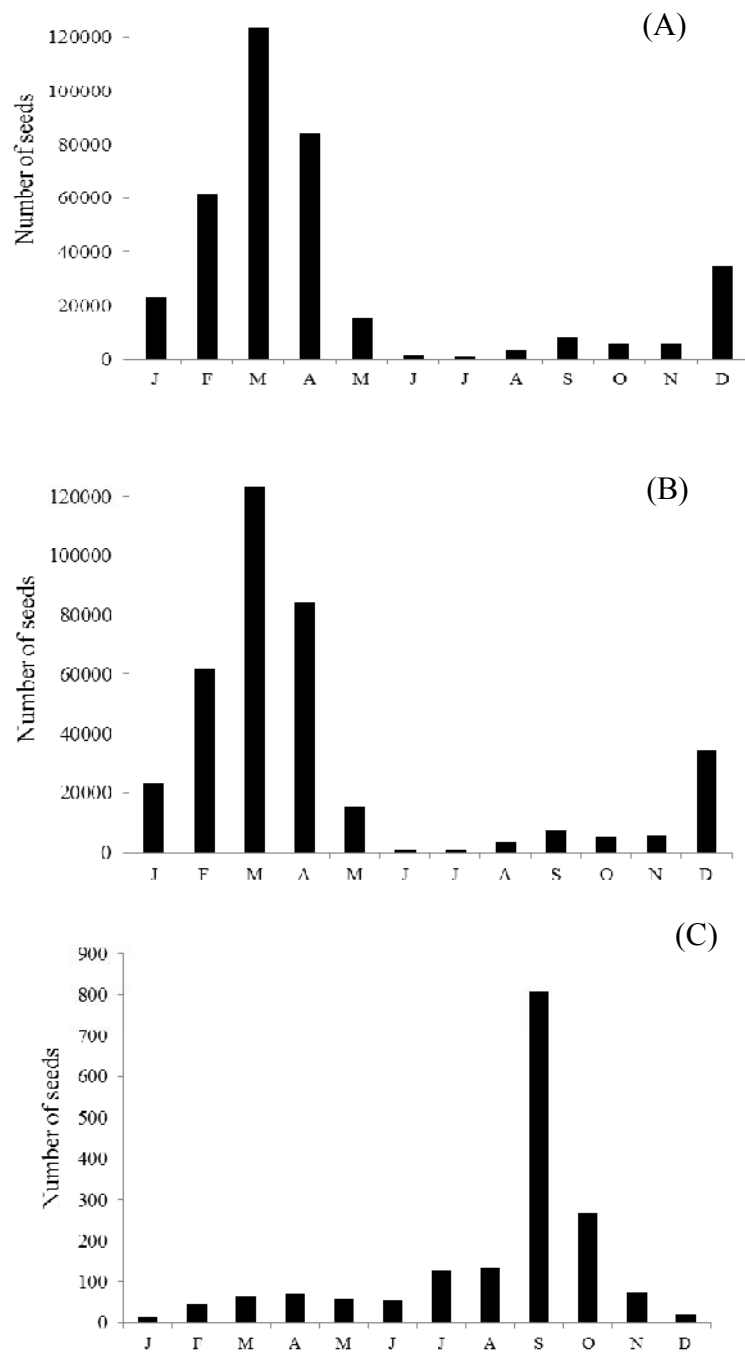 (A)
Number of seeds
120000
100000
80000
60000
40000
20000
0
J F M A M J J A S O N D
(B)
Number of seeds
120000
100000
80000
60000
40000
20000
0
J F M A M J J A S O N D
(C)
Number of seeds
900
800
700
600
500
400
300
200
100
0
J F M A M J J A S O N D